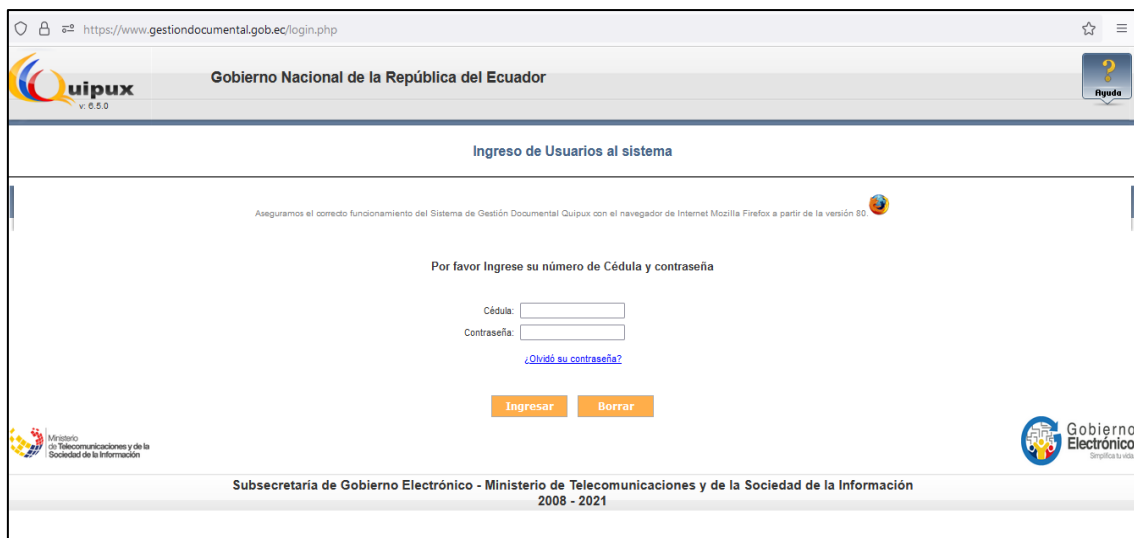 https://www.gestiondocumental.gob.ec/login.php
Quipux
v: 6.5.0
Gobierno Nacional de la República del Ecuador
?
Ayuda
Ingreso de Usuarios al sistema
Aseguramos el correcto funcionamiento del Sistema de Gestión Documental Quipux con el navegador de Internet Mozilla Firefox a partir de la versión 80.
Por favor Ingrese su número de Cédula y contraseña
Cédula:
Contraseña:
¿Olvidó su contraseña?
Ingresar Borrar
Ministerio
de Telecomunicaciones y de la
Sociedad de la Información
Gobierno
Electrónico
Simplifica tu vida
Subsecretaría de Gobierno Electrónico - Ministerio de Telecomunicaciones y de la Sociedad de la Información
2008 - 2021